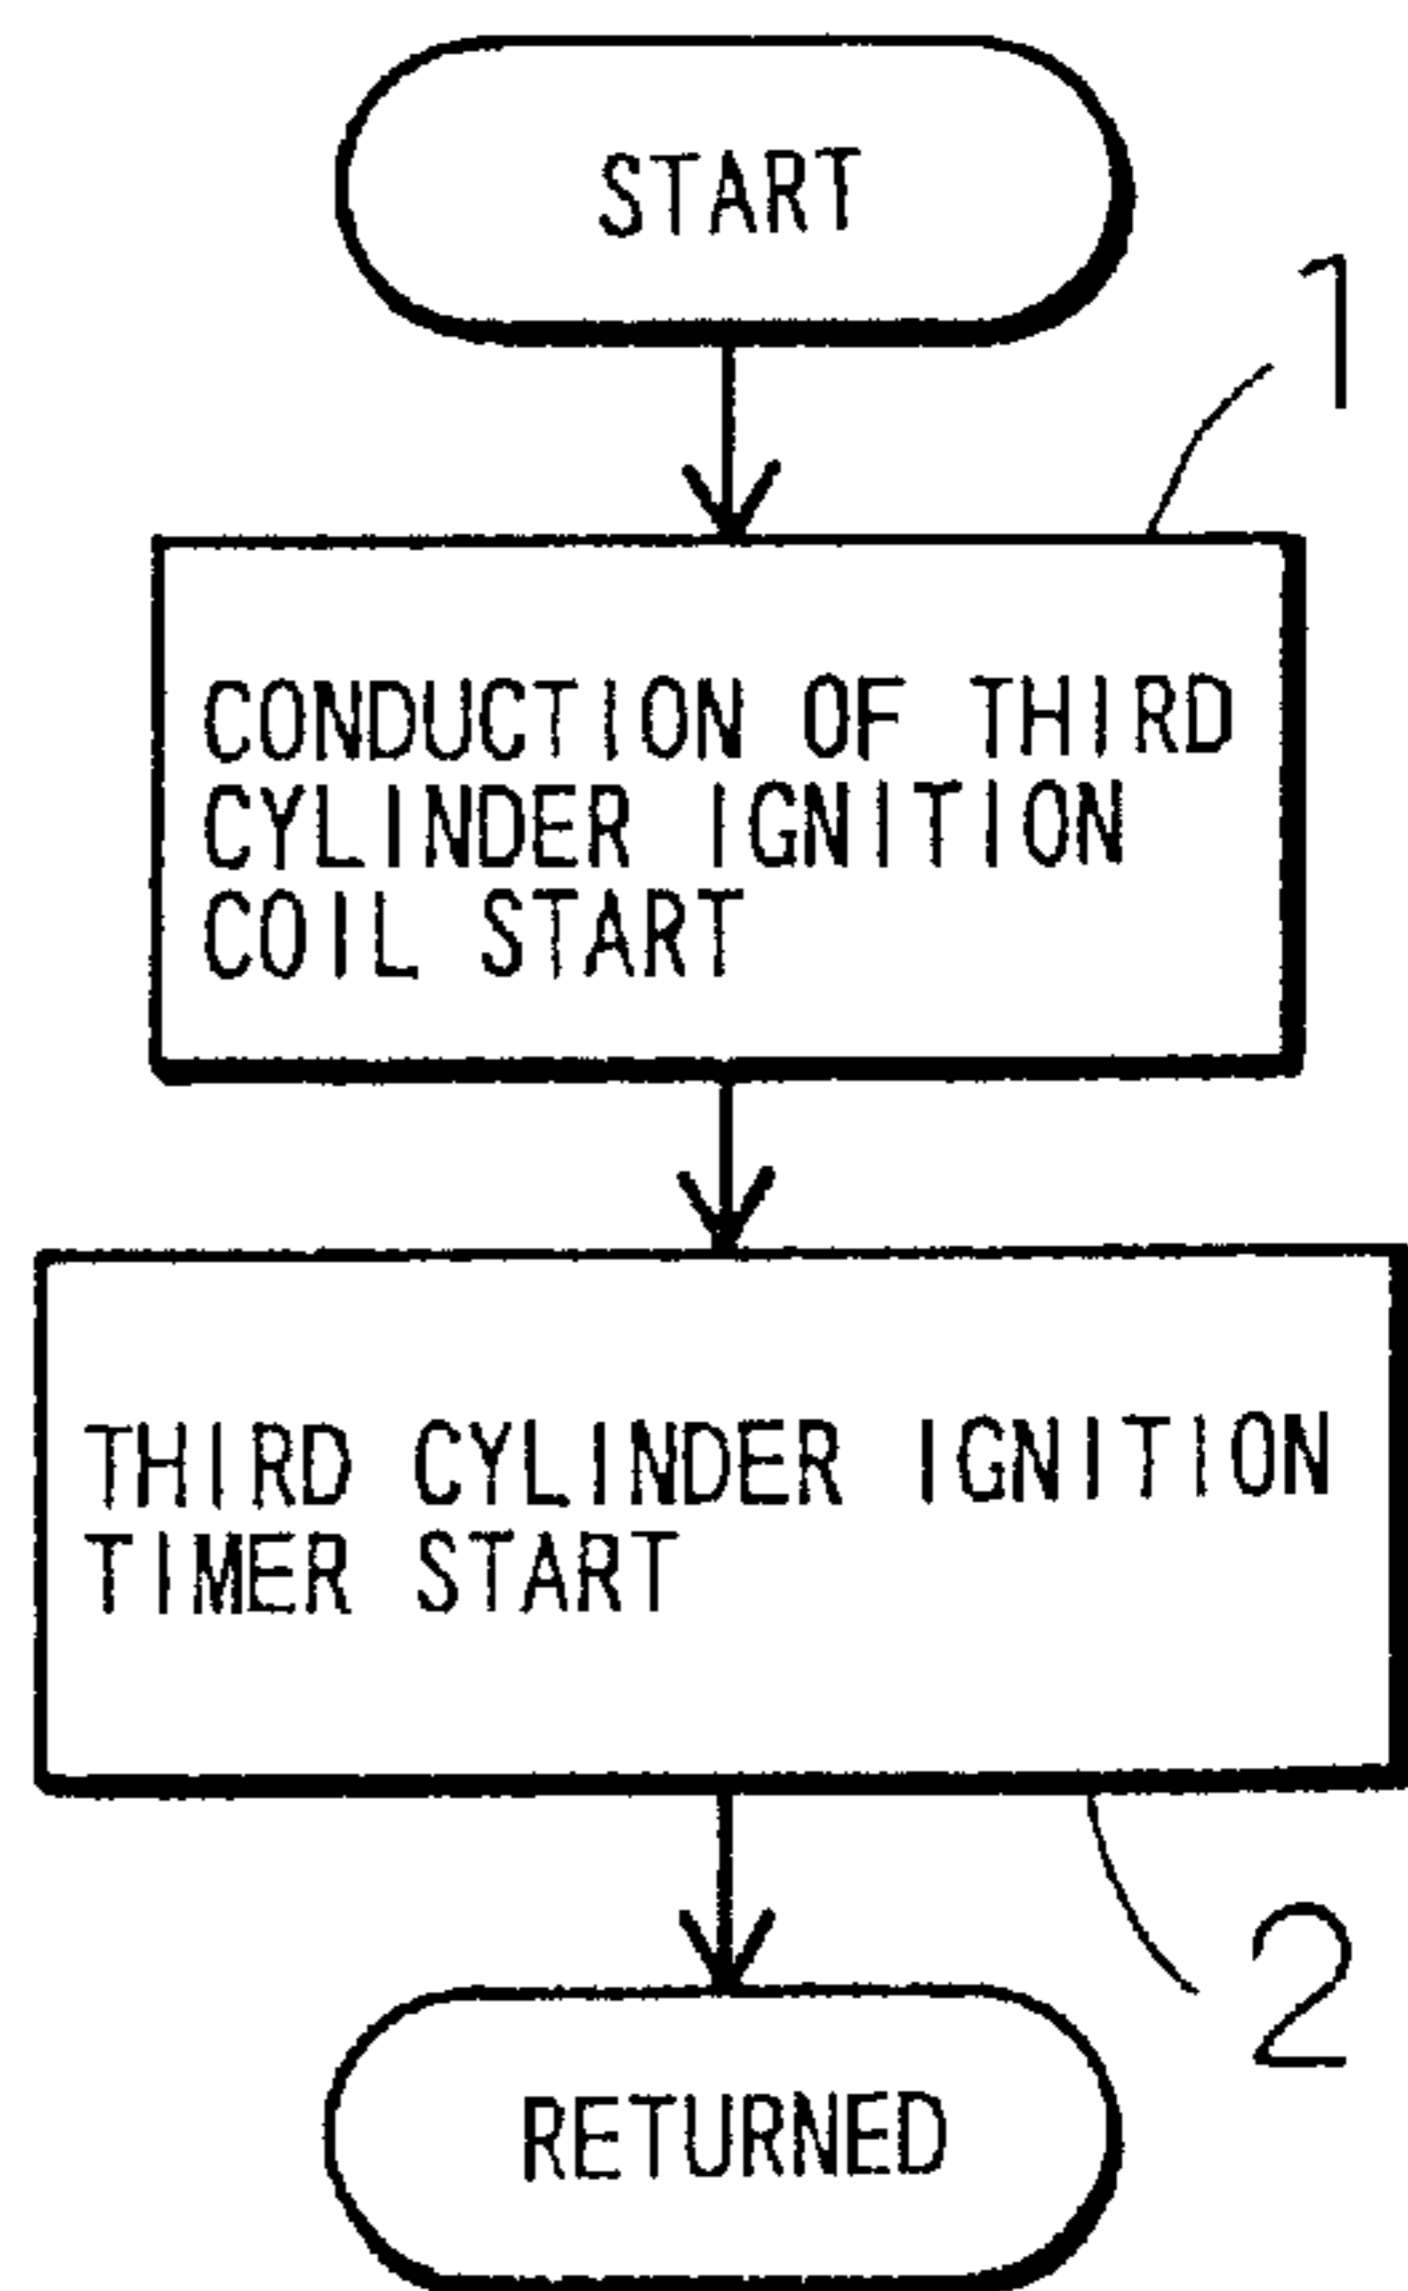 START
1
CONDUCTION OF THIRD
CYLINDER IGNITION
COIL START
THIRD CYLINDER IGNITION
TIMER START
2
RETURNED